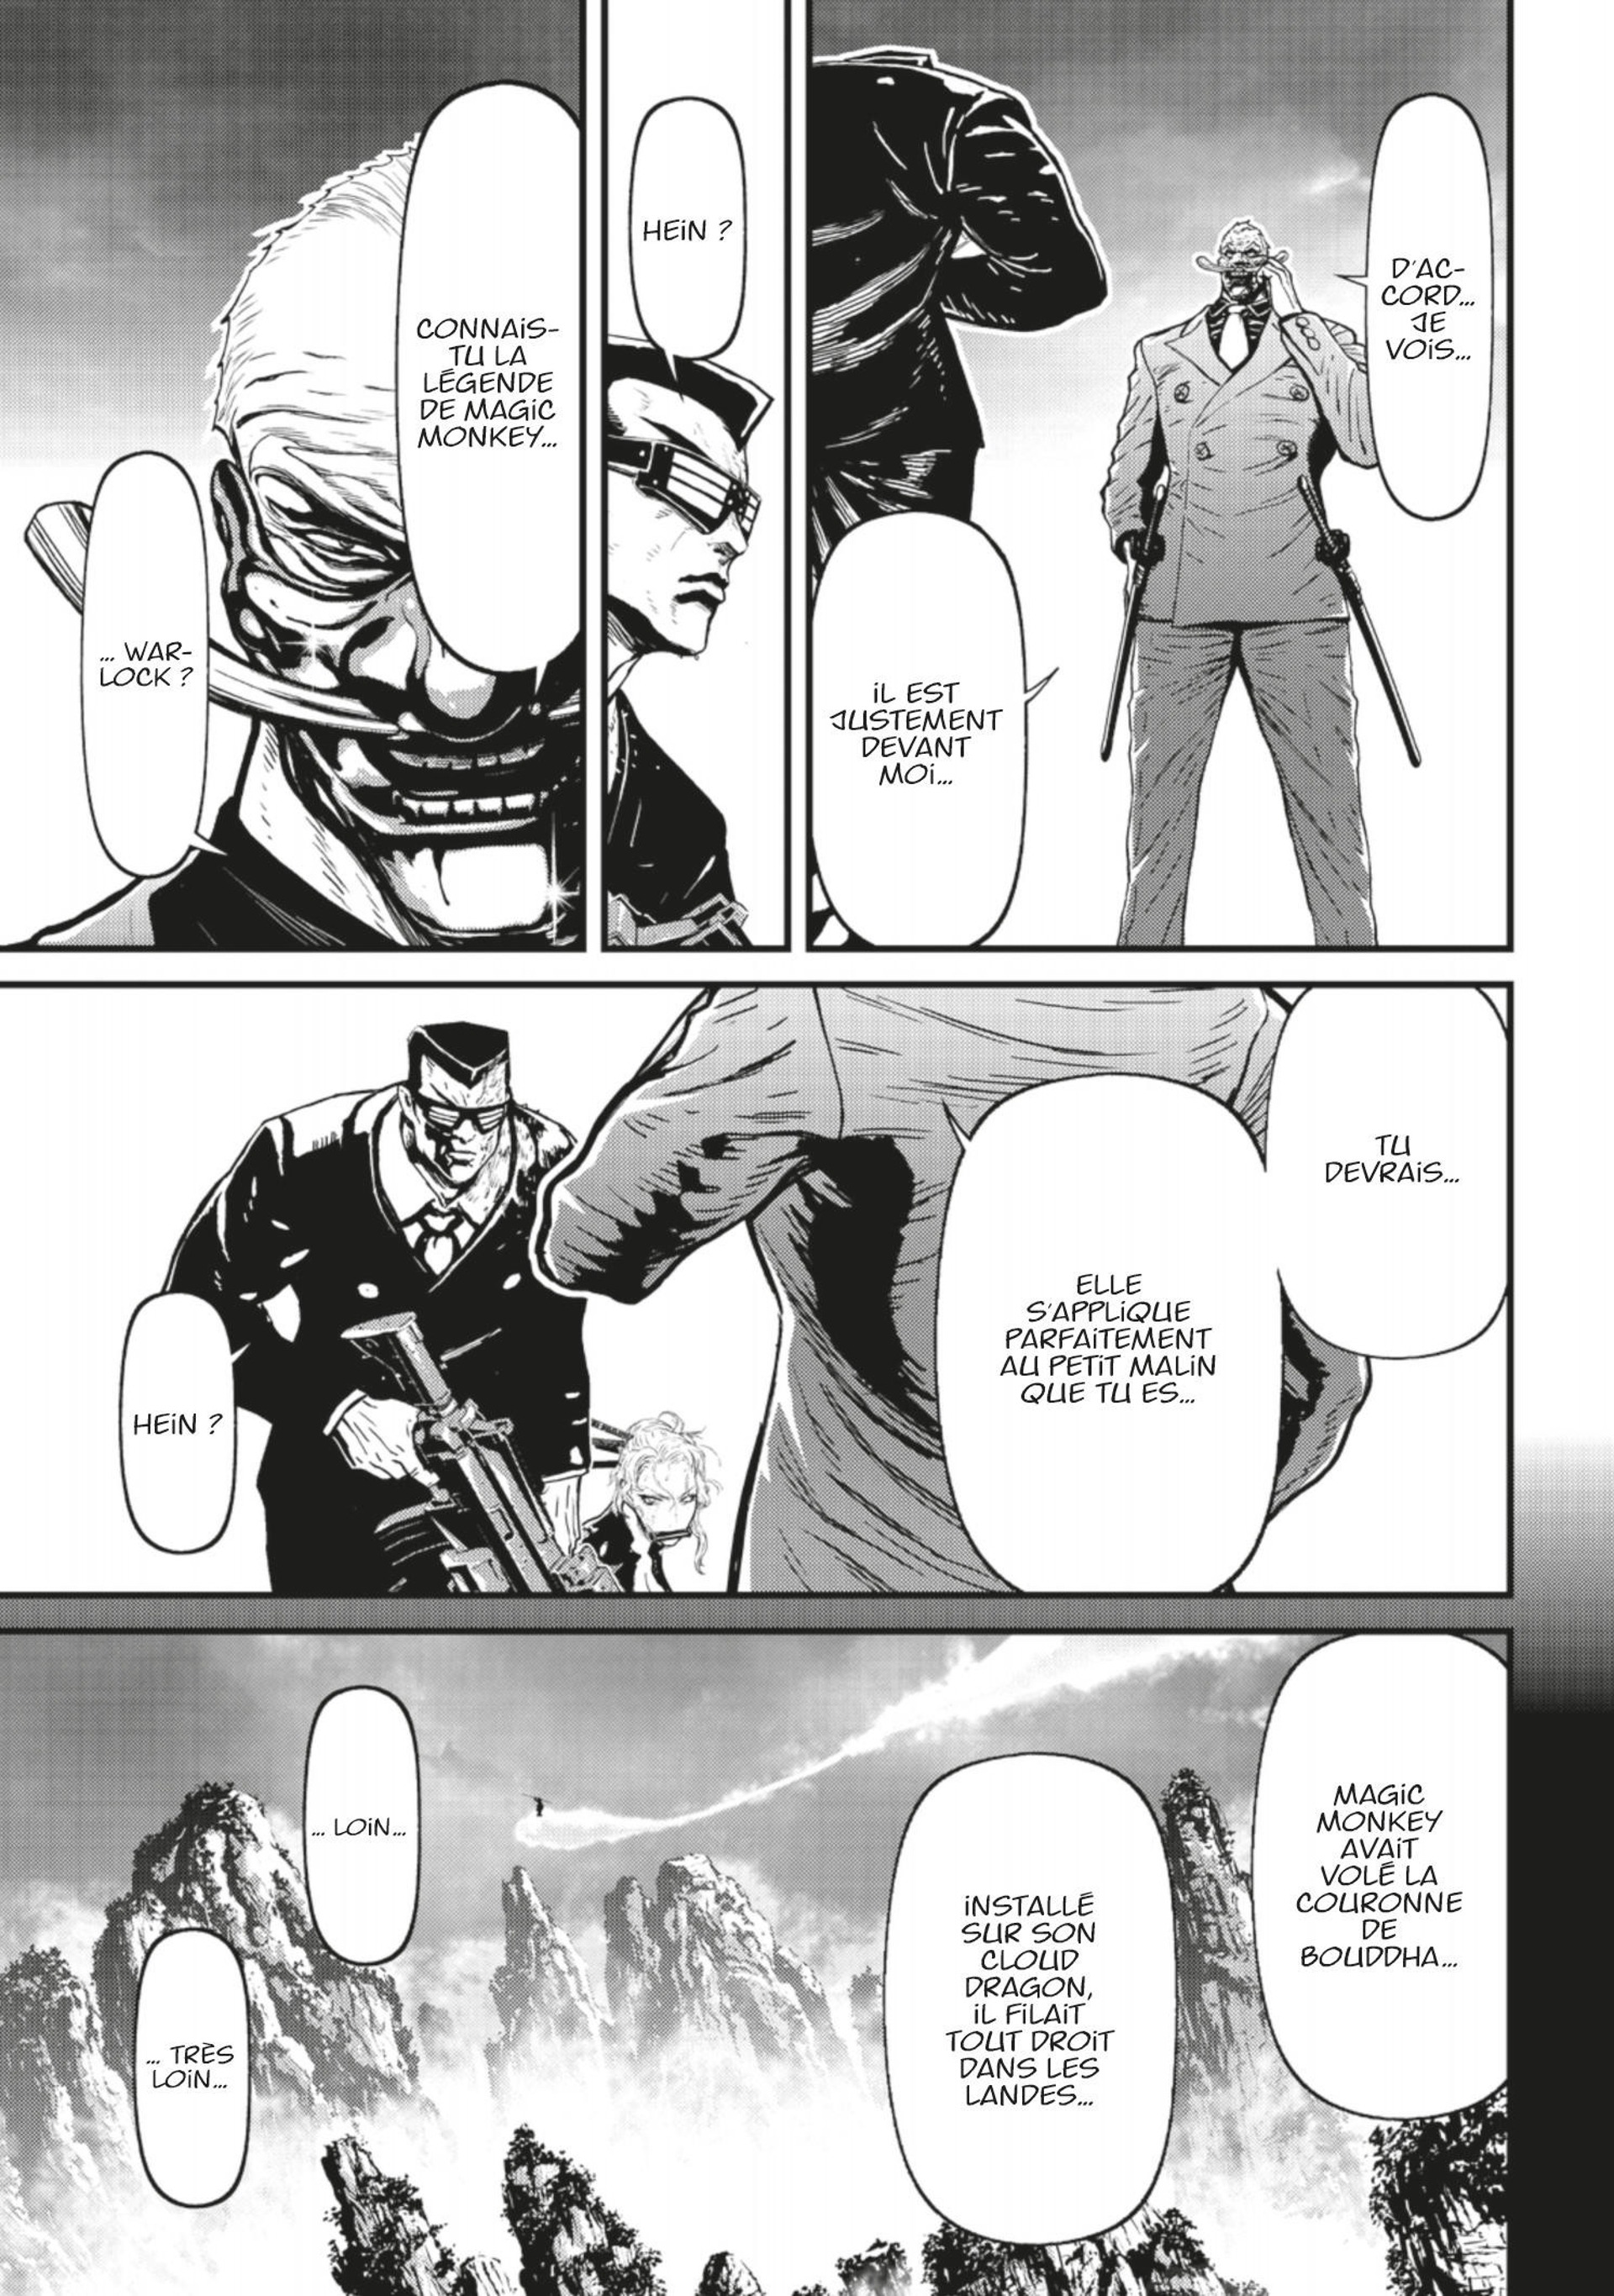 D'AC-
CORD...
JE
VOIS...
IL EST
JUSTEMENT
DEVANT
MOI...
HEIN ?
CONNAIS-
TU LA
LÉGENDE
DE MAGIC
MONKEY...
... WAR-
LOCK ?
TU
DEVRAIS...
ELLE
S'APPLIQUE
PARFAITEMENT
AU PETIT MALIN
QUE TU ES...
HEIN ?
MAGIC
MONKEY
AVAIT
VOLÉ LA
COURONNE
DE
BOUDDHA...
INSTALLÉ
SUR SON
CLOUD
DRAGON,
IL FILAIT
TOUT DROIT
DANS LES
LANDES...
... LOIN...
... TRÈS
LOIN...